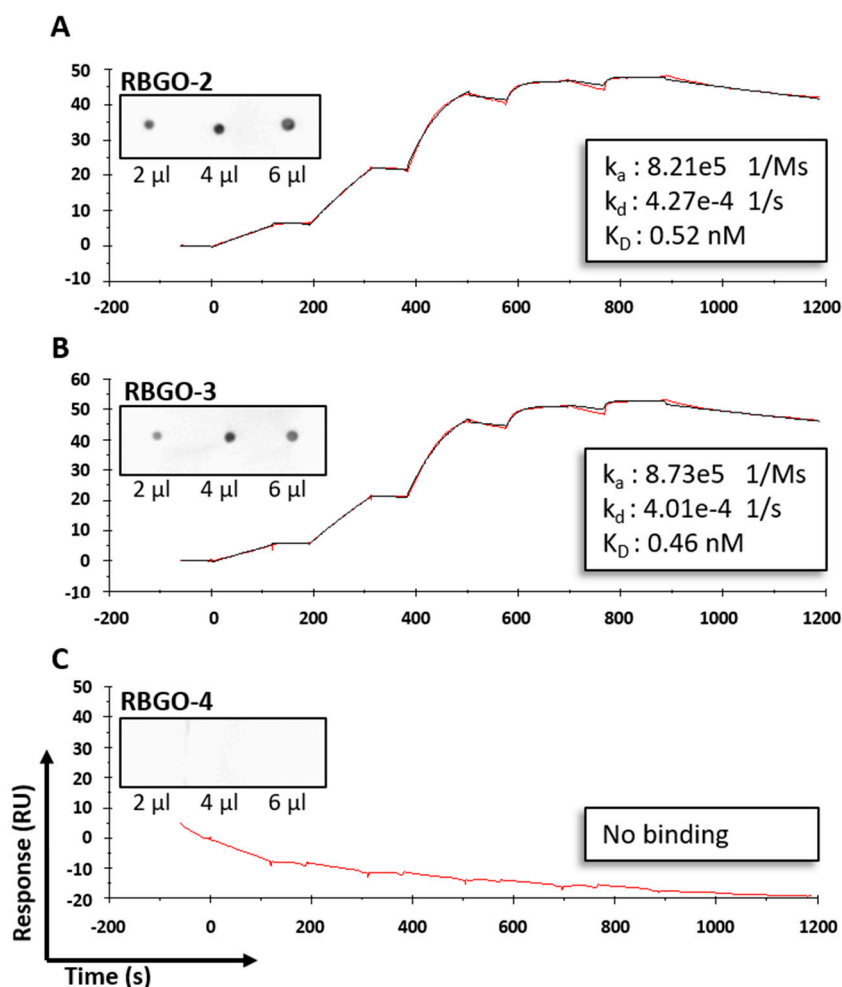 A
RBGO-2
2 µl 4 µl 6 µl
50
40
30
20
10
0
-10
-200 0 200 400 600 800 1000 1200
kₐ : 8.21e5 1/Ms
k_d : 4.27e-4 1/s
K_D : 0.52 nM
B
RBGO-3
2 µl 4 µl 6 µl
60
50
40
30
20
10
0
-10
-200 0 200 400 600 800 1000 1200
kₐ : 8.73e5 1/Ms
k_d : 4.01e-4 1/s
K_D : 0.46 nM
C
RBGO-4
2 µl 4 µl 6 µl
50
40
30
20
10
0
-10
-20
-200 0 200 400 600 800 1000 1200
No binding
Response (RU)
Time (s)